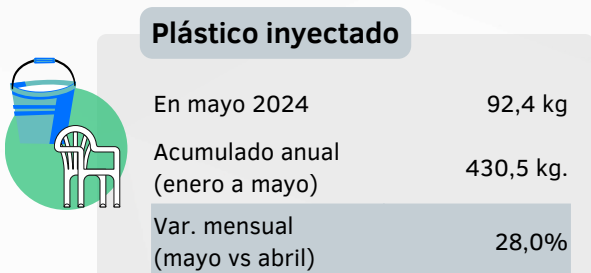 Plástico inyectado
En mayo 2024 92,4 kg
Acumulado anual
(enero a mayo) 430,5 kg.
Var. mensual
(mayo vs abril) 28,0%